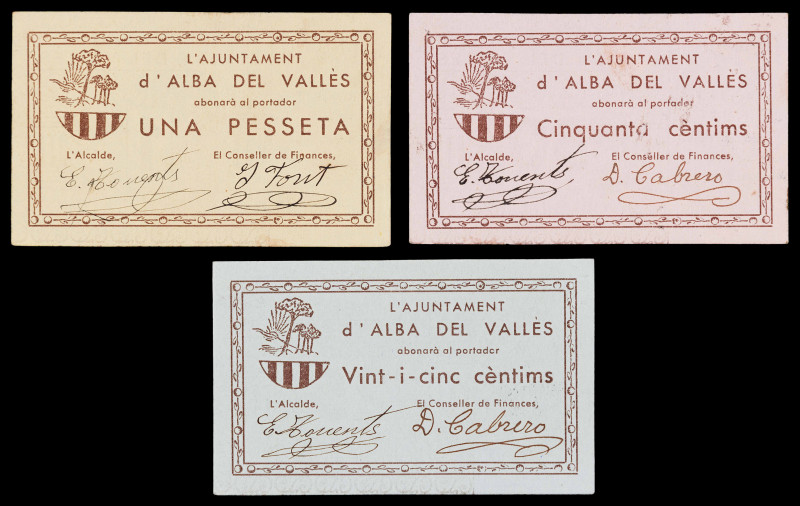 L'AJUNTAMENT
d'ALBA DEL VALLÈS
abonarà al portador
UNA PESSETA
L'Alcalde, El Conseller de Finances,
L'AJUNTAMENT
d'ALBA DEL VALLÈS
abonarà al portador
Cinquanta cèntims
L'Alcalde, El Conseller de Finances,
D. Cabrero
L'AJUNTAMENT
d'ALBA DEL VALLÈS
abonarà al portador
Vint-i-cinc cèntims
L'Alcalde, El Conseller de Finances,
D. Cabrero